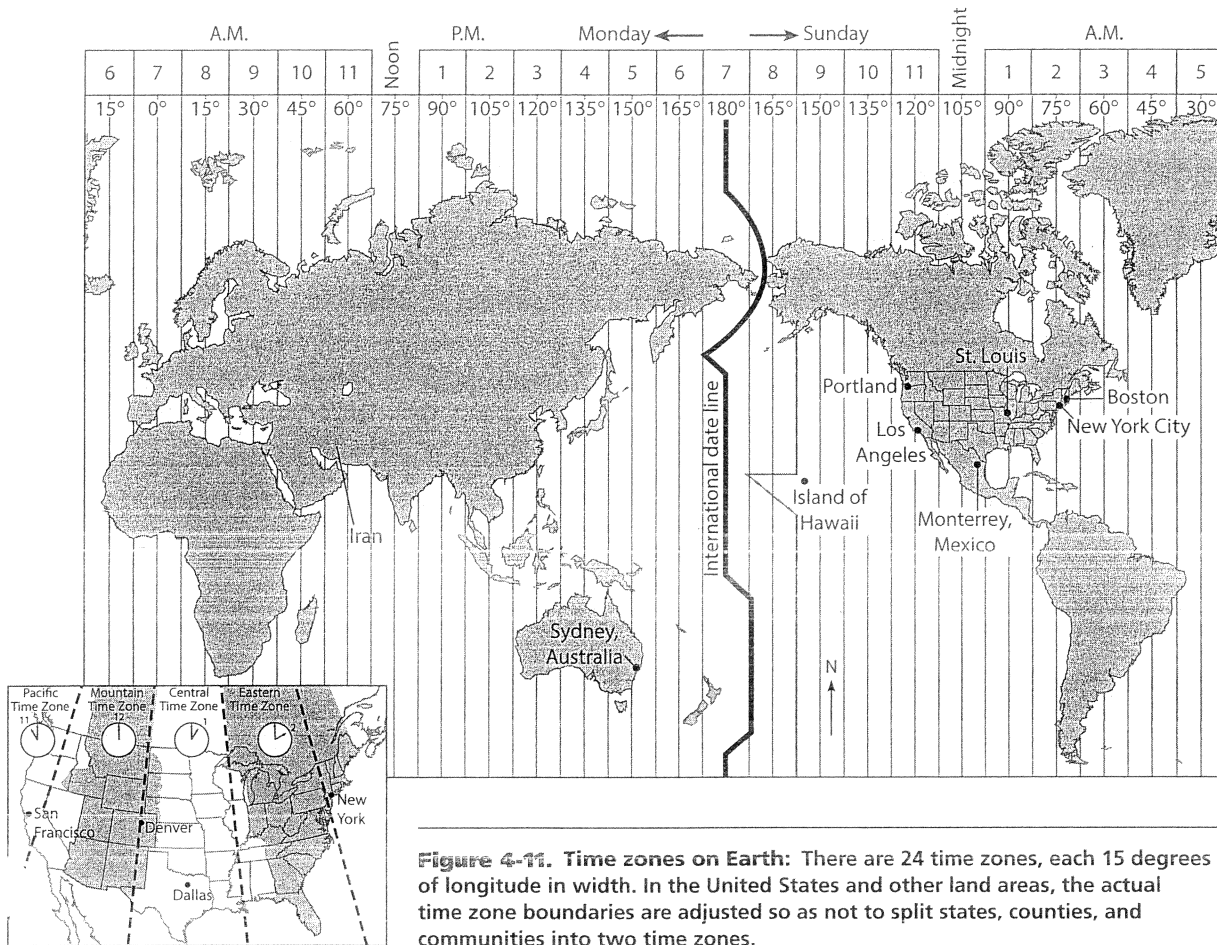 A.M. Noon P.M. Monday Sunday Midnight A.M.
6 7 8 9 10 11 1 2 3 4 5 6 7 8 9 10 11 1 2 3 4 5
15° 0° 15° 30° 45° 60° 75° 90° 105° 120° 135° 150° 165° 180° 165° 150° 135° 120° 105° 90° 75° 60° 45° 30°
St. Louis
Portland
Boston
New York City
Los
Angeles
International date line
Island of
Hawaii
Monterrey,
Mexico
Iran
Sydney,
Australia
N
Pacific
Time Zone
11
Mountain
Time Zone
12
Central
Time Zone
1
Eastern
Time Zone
2
San
Francisco
Denver
New
York
Dallas
Figure 4-11. Time zones on Earth: There are 24 time zones, each 15 degrees
of longitude in width. In the United States and other land areas, the actual
time zone boundaries are adjusted so as not to split states, counties, and
communities into two time zones.